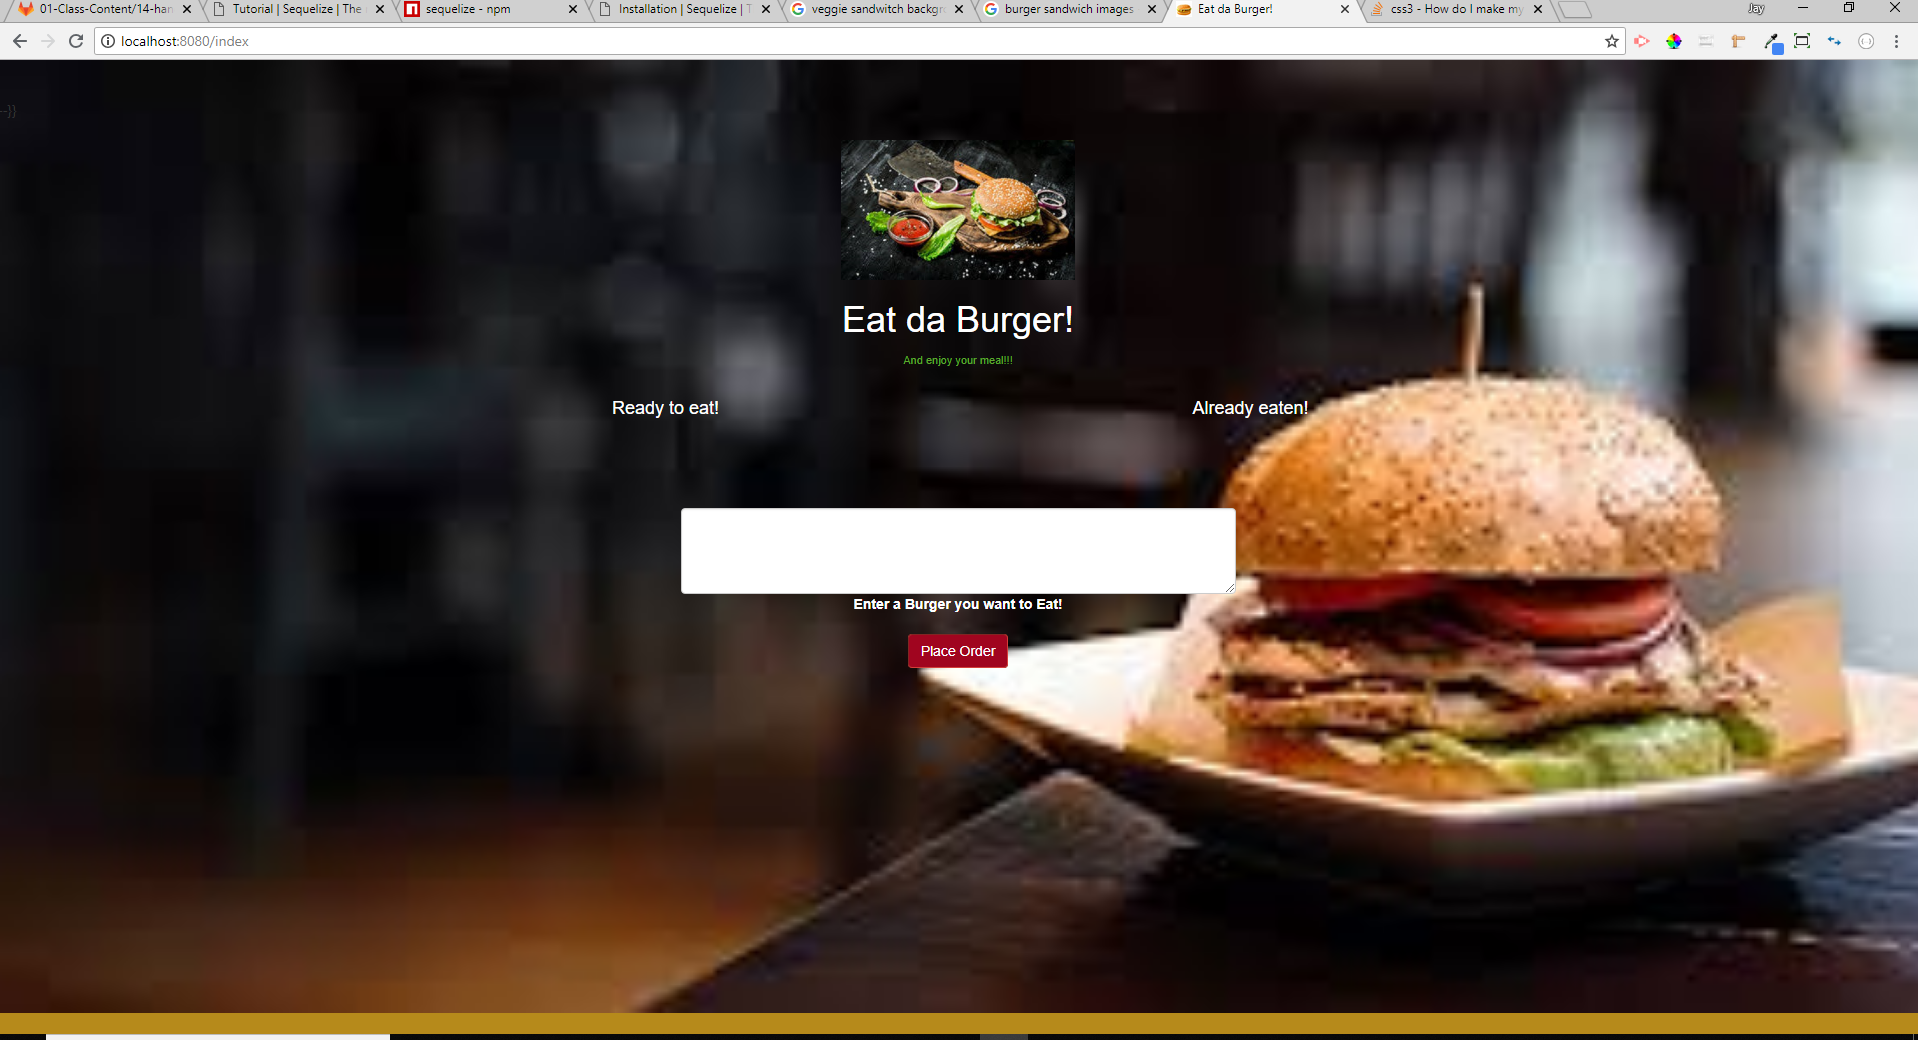 01-Class-Content/14-han
Tutorial | Sequelize | The
sequelize - npm
Installation | Sequelize | T
veggie sandwitch backgro
burger sandwich images
Eat da Burger!
css3 - How do I make my
Jay
localhost:8080/index
--}}
Eat da Burger!
And enjoy your meal!!!
Ready to eat!
Already eaten!
Enter a Burger you want to Eat!
Place Order